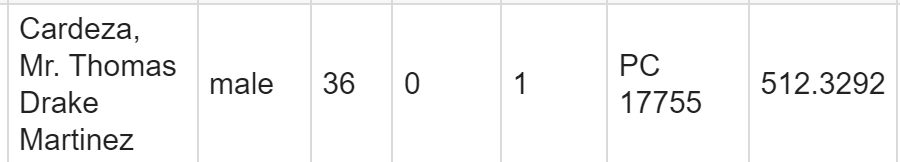 Cardeza,
Mr. Thomas
Drake
Martinez
male
36
0
1
PC
17755
512.3292